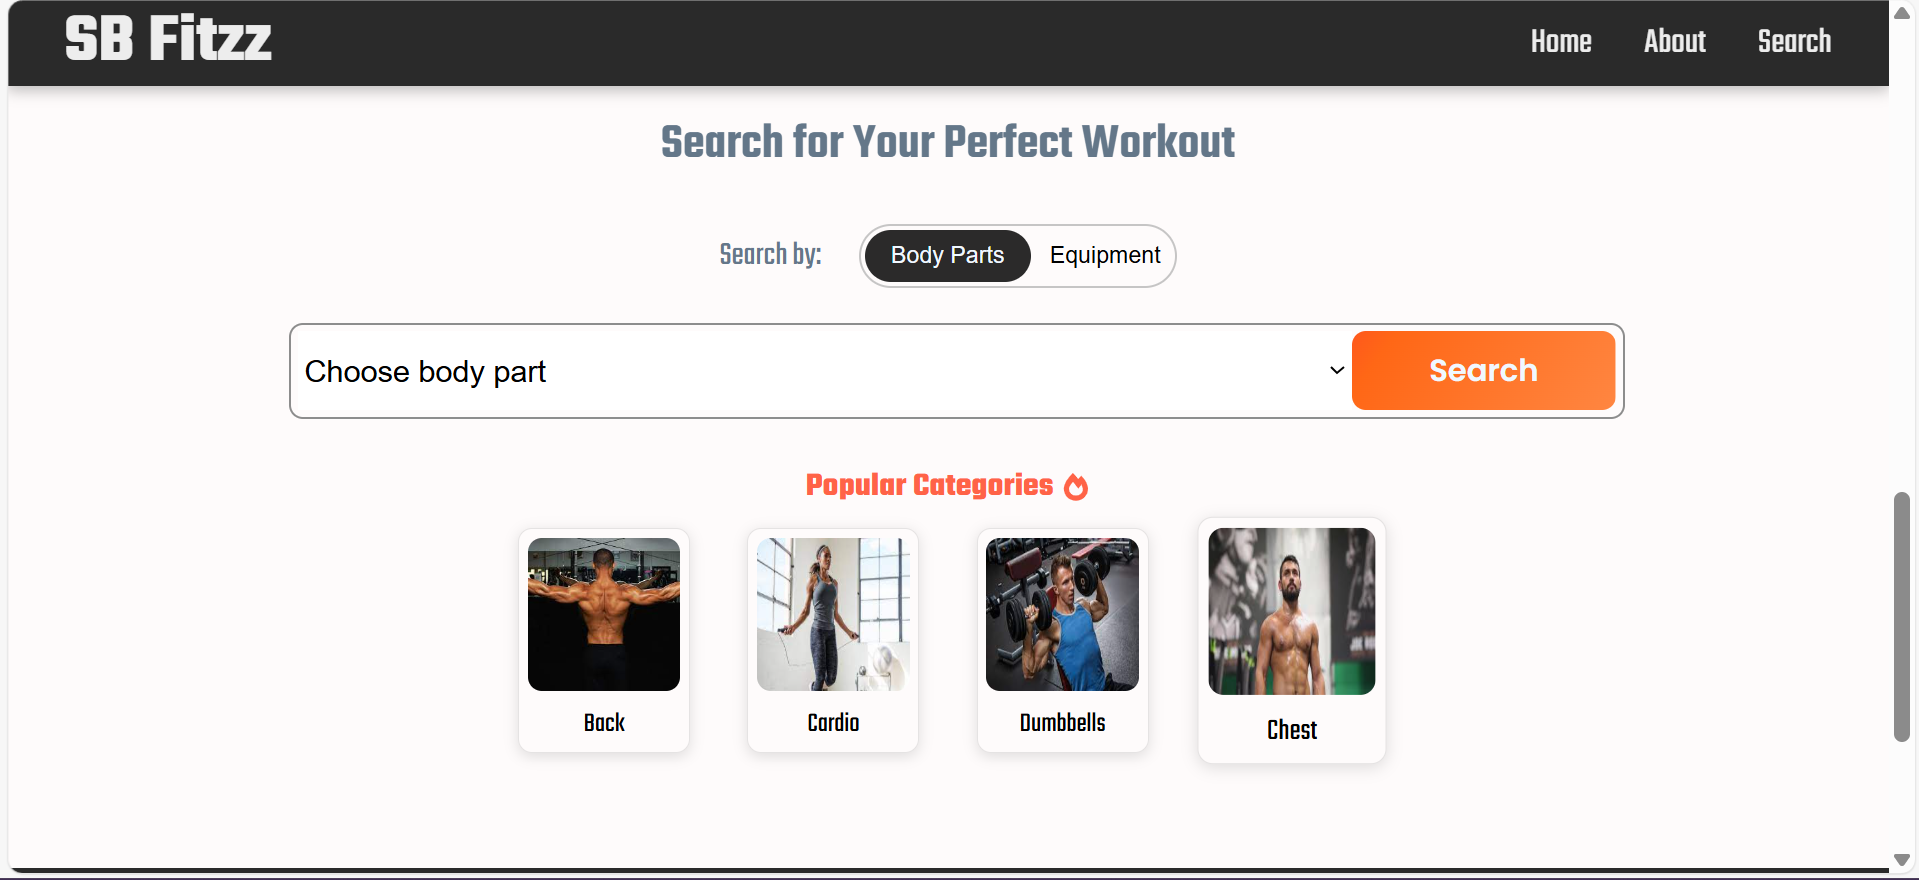 SB Fitzz
Home About Search
Search for Your Perfect Workout
Search by: Body Parts Equipment
Choose body part Search
Popular Categories
Back Cardio Dumbbells Chest